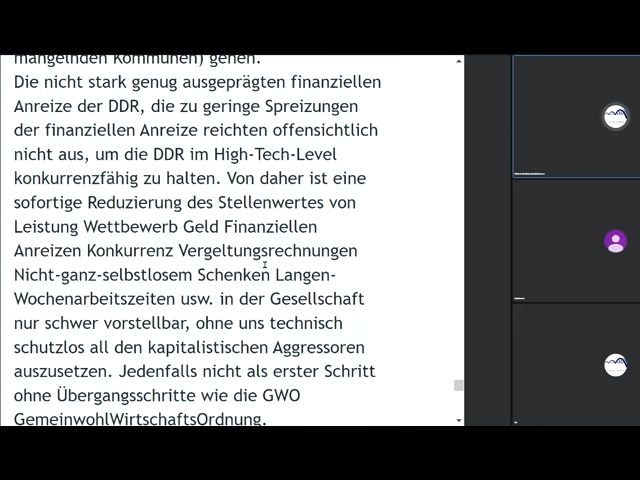 mangelnden Kommunen) gehen.
Die nicht stark genug ausgeprägten finanziellen
Anreize der DDR, die zu geringe Spreizungen
der finanziellen Anreize reichten offensichtlich
nicht aus, um die DDR im High-Tech-Level
konkurrenzfähig zu halten. Von daher ist eine
sofortige Reduzierung des Stellenwertes von
Leistung Wettbewerb Geld Finanziellen
Anreizen Konkurrenz Vergeltungsrechnungen
Nicht-ganz-selbstlosem Schenken Langen-
Wochenarbeitszeiten usw. in der Gesellschaft
nur schwer vorstellbar, ohne uns technisch
schutzlos all den kapitalistischen Aggressoren
auszusetzen. Jedenfalls nicht als erster Schritt
ohne Übergangsschritte wie die GWO
GemeinwohlWirtschaftsOrdnung.